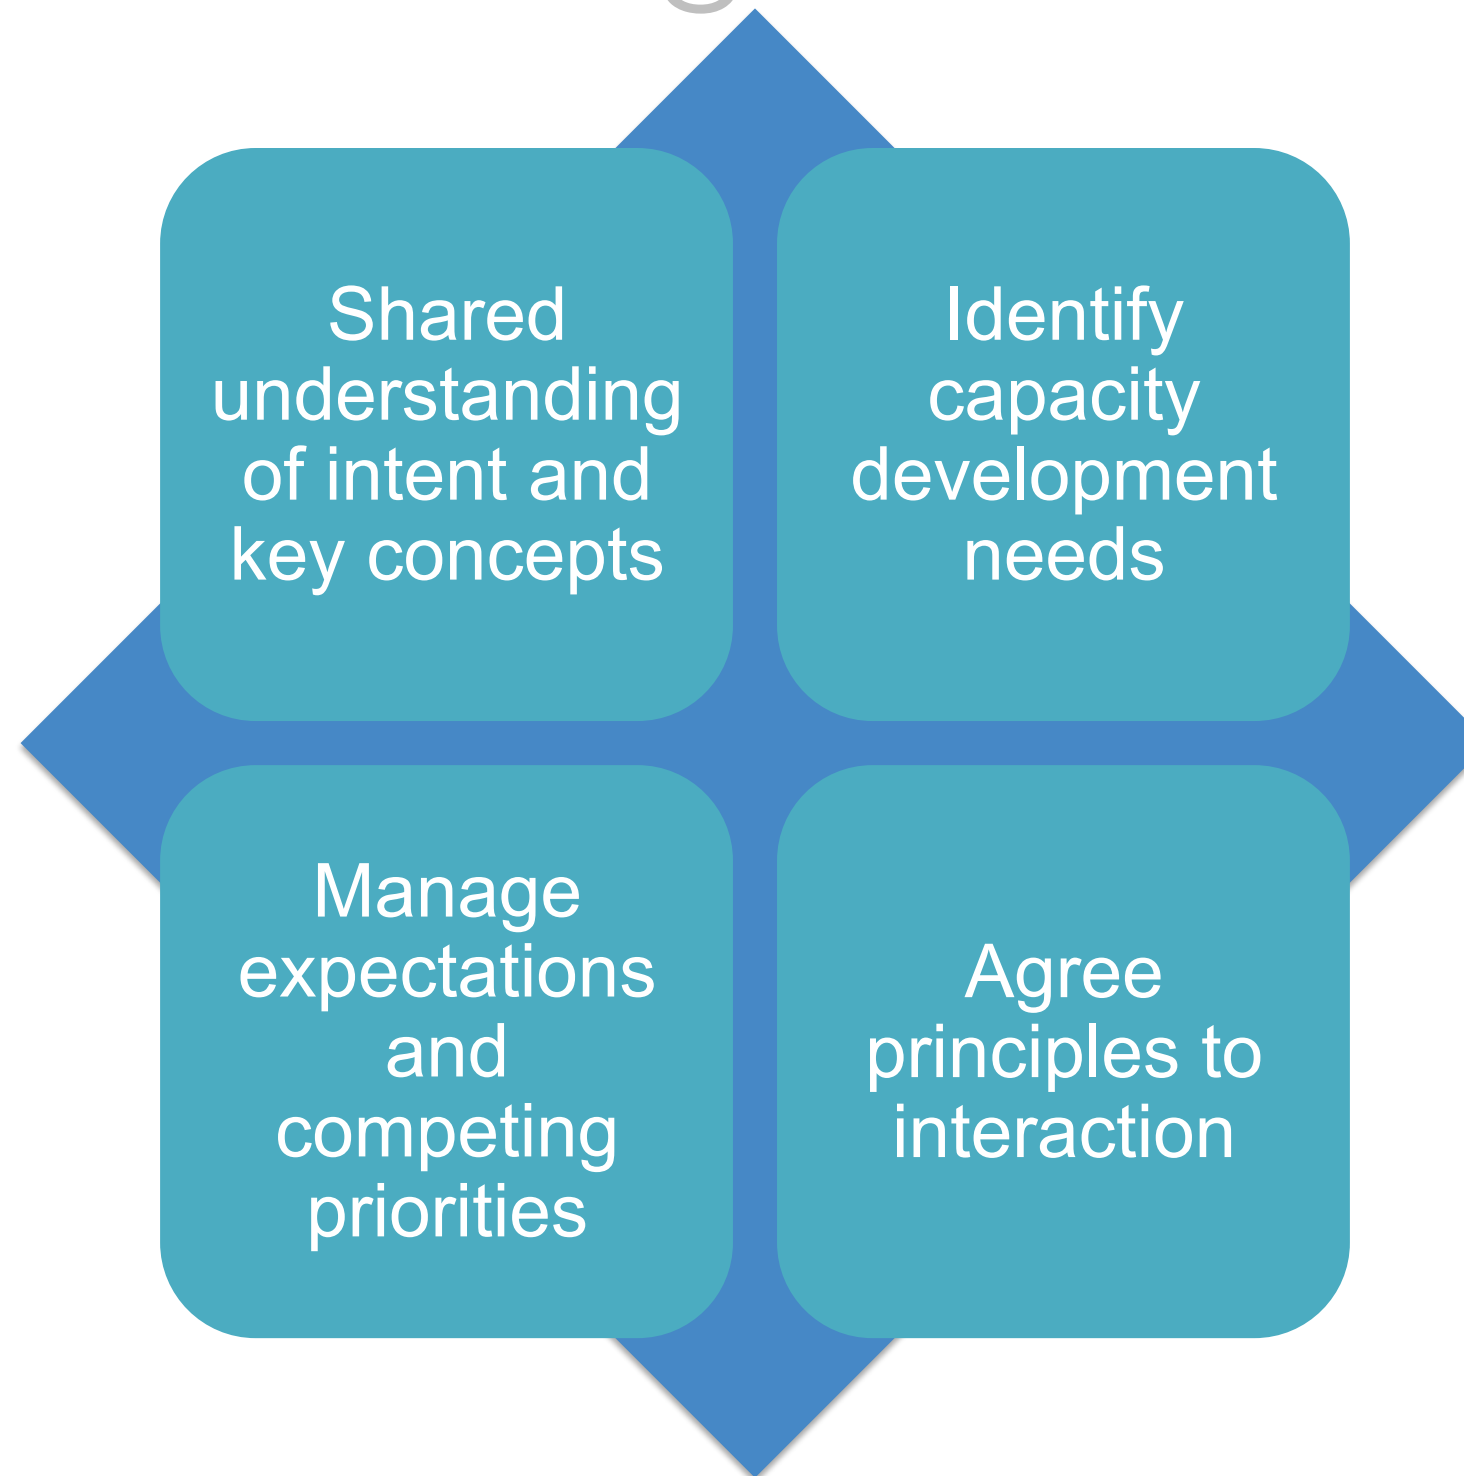 Shared
understanding
of intent and
key concepts
Identify
capacity
development
needs
Manage
expectations
and
competing
priorities
Agree
principles to
interaction